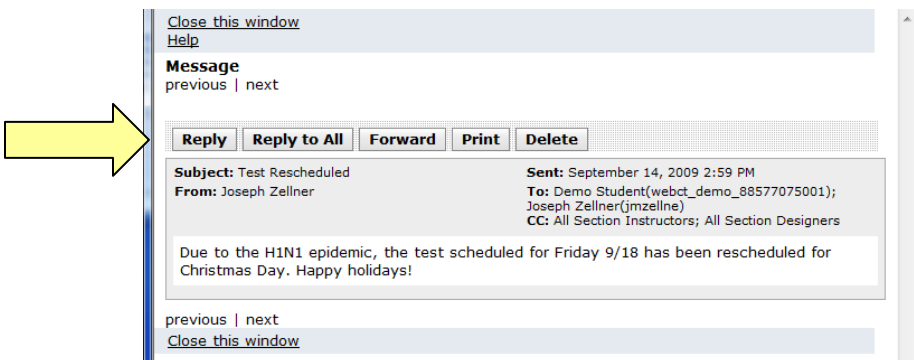 Close this window
Help
Message
previous | next
Reply Reply to All Forward Print Delete
Subject: Test Rescheduled
From: Joseph Zellner
Sent: September 14, 2009 2:59 PM
To: Demo Student(webct_demo_88577075001);
Joseph Zellner(jmzellne)
CC: All Section Instructors; All Section Designers
Due to the H1N1 epidemic, the test scheduled for Friday 9/18 has been rescheduled for
Christmas Day. Happy holidays!
previous | next
Close this window